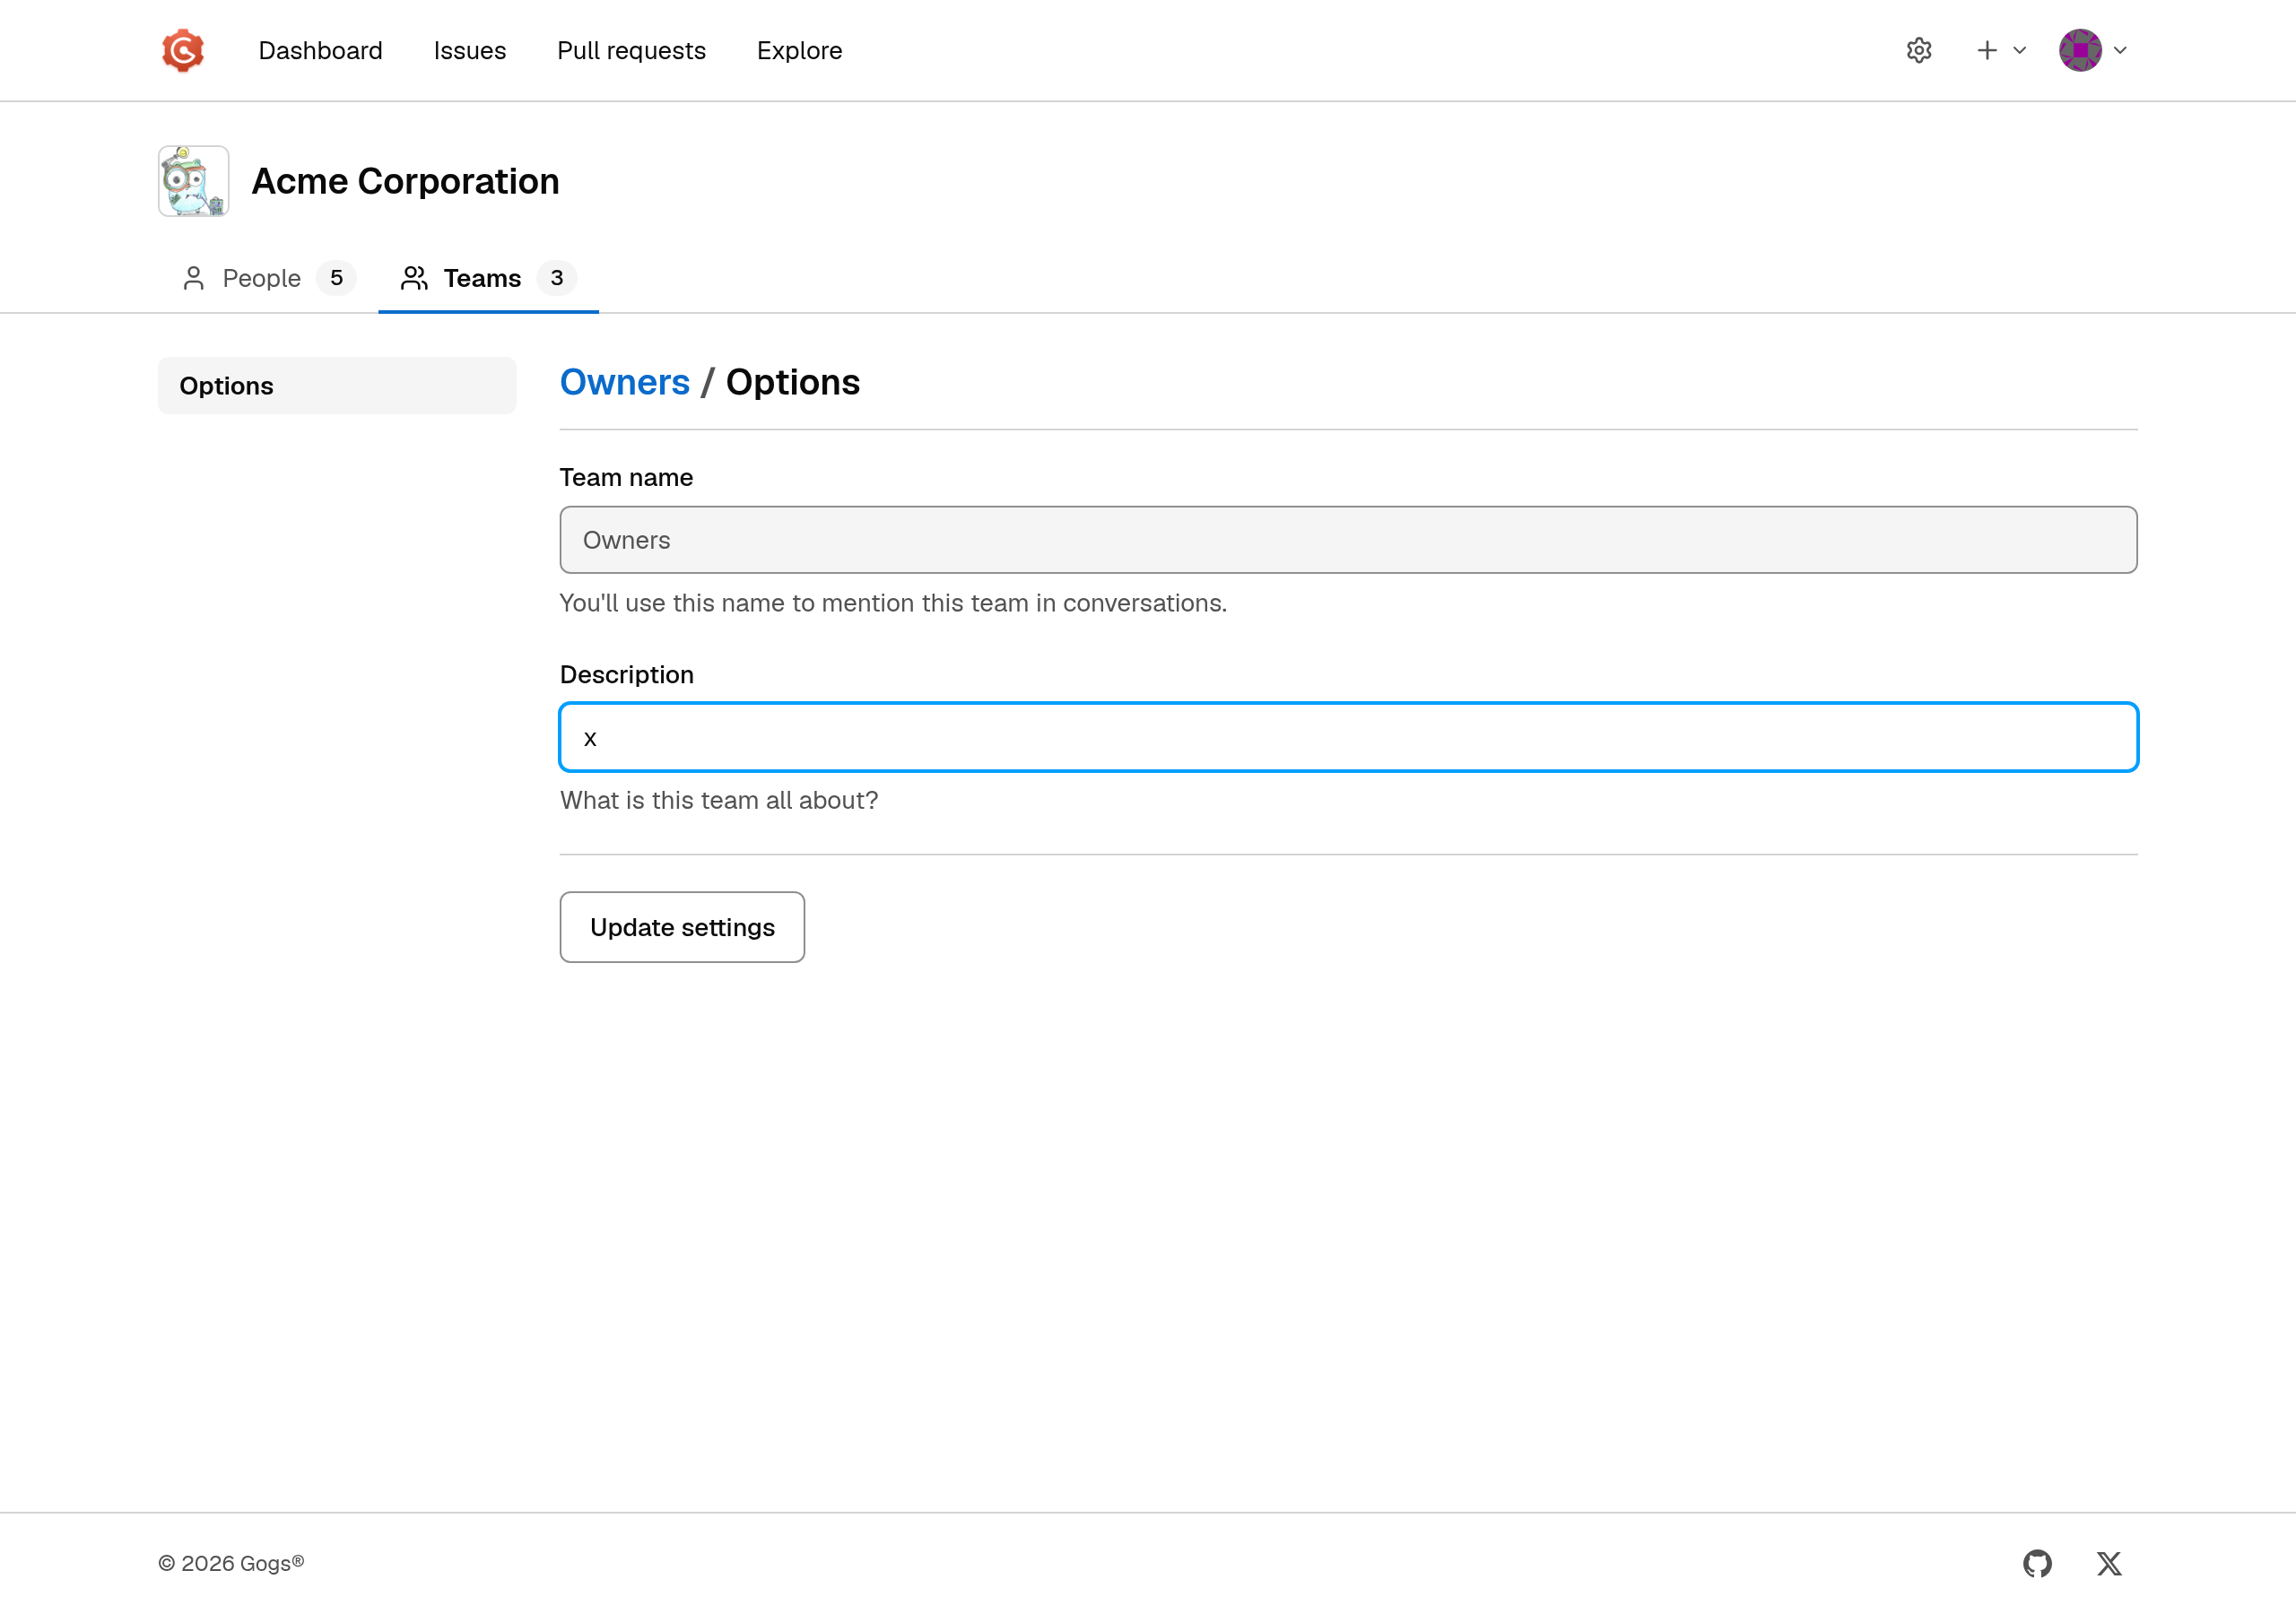 Dashboard Issues Pull requests Explore
Acme Corporation
People 5 Teams 3
Options
Owners / Options
Team name
Owners
You'll use this name to mention this team in conversations.
Description
x
What is this team all about?
Update settings
© 2026 Gogs®